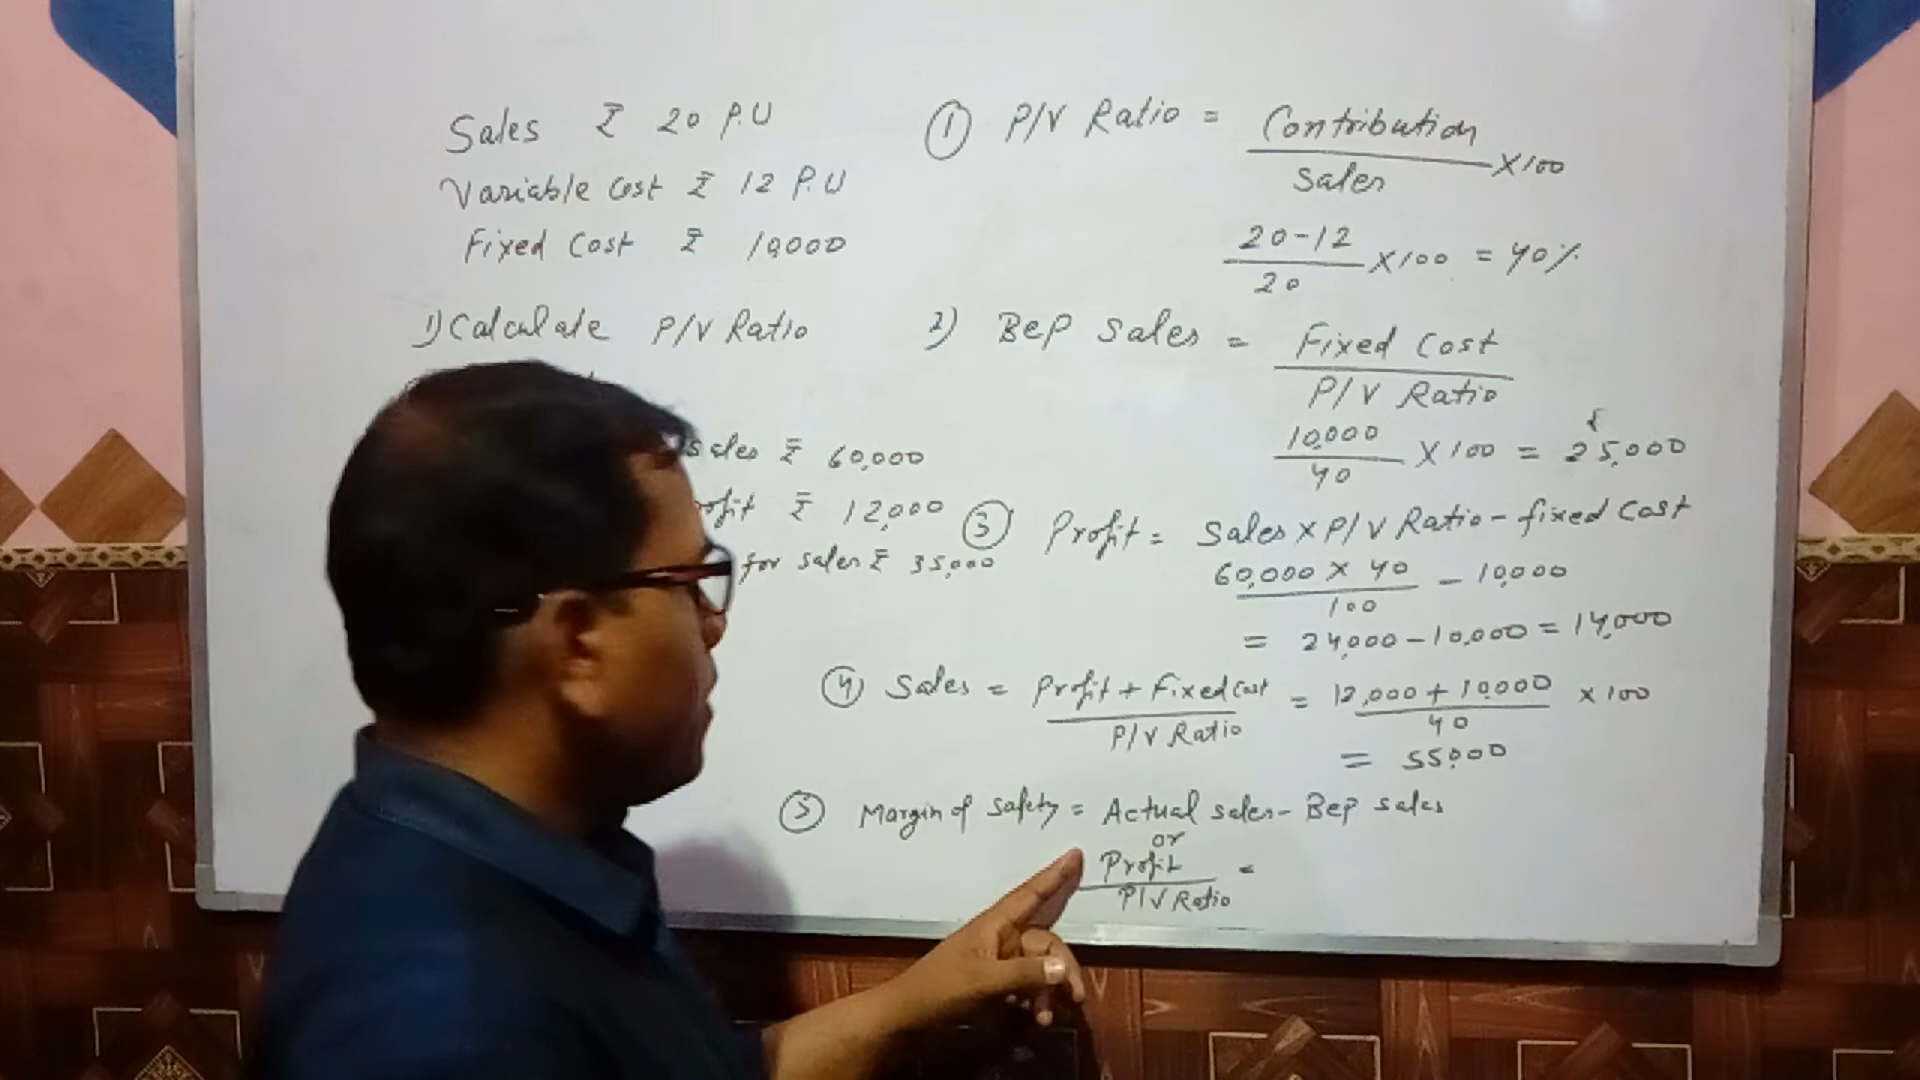 Sales ₹ 20 P.U
Variable Cost ₹ 12 P.U
Fixed Cost ₹ 10,000
1) Calculate P/V Ratio
sales ₹ 60,000
rofit ₹ 12,000
for sales ₹ 35,000
① P/V Ratio = Contribution
Sales ×100
20-12
20 ×100 = 40%
2) BeP Sales = Fixed Cost
P/V Ratio
10,000
40 ×100 = 25,000
③ Profit = Sales × P/V Ratio - fixed Cost
60,000 × 40 - 10,000
100
= 24,000 - 10,000 = 14,000
④ Sales = Profit + Fixed Cost = 12,000 + 10,000 × 100
P/V Ratio 40
= 55,000
⑤ Margin of Safety = Actual sales - Bep sales
or
Profit =
P/V Ratio